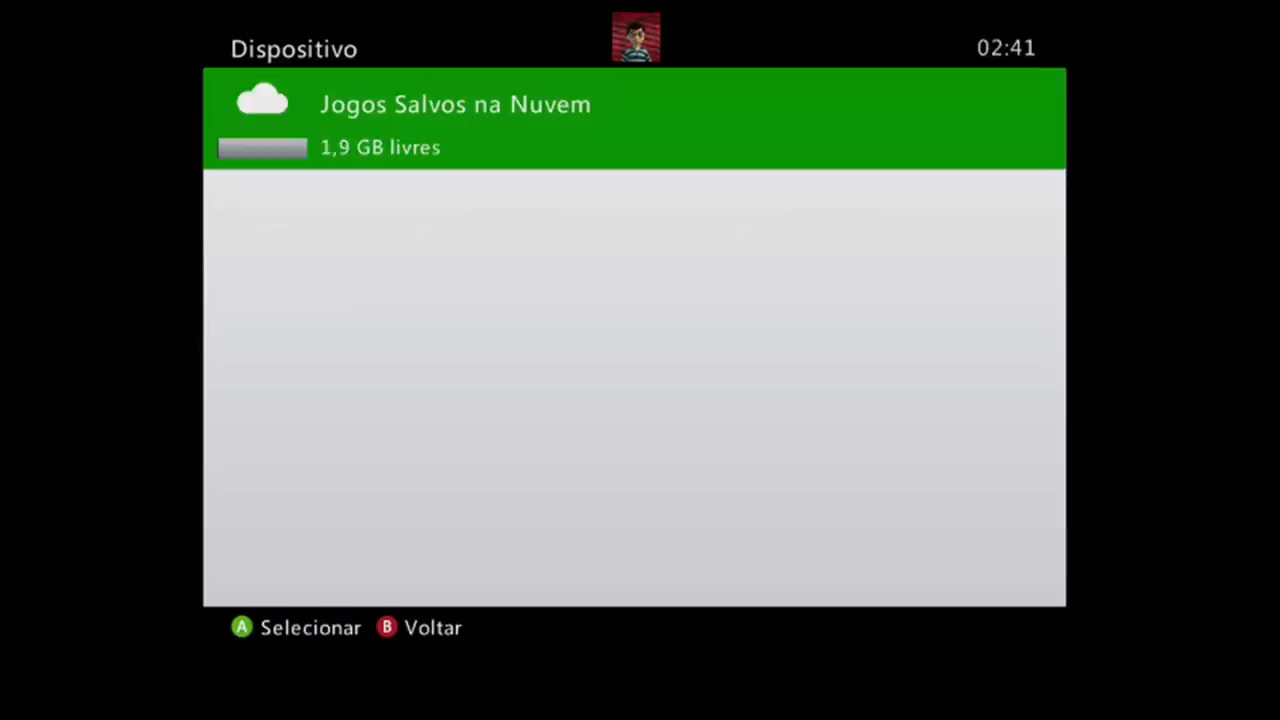 Dispositivo
02:41
Jogos Salvos na Nuvem
1,9 GB livres
A Selecionar B Voltar